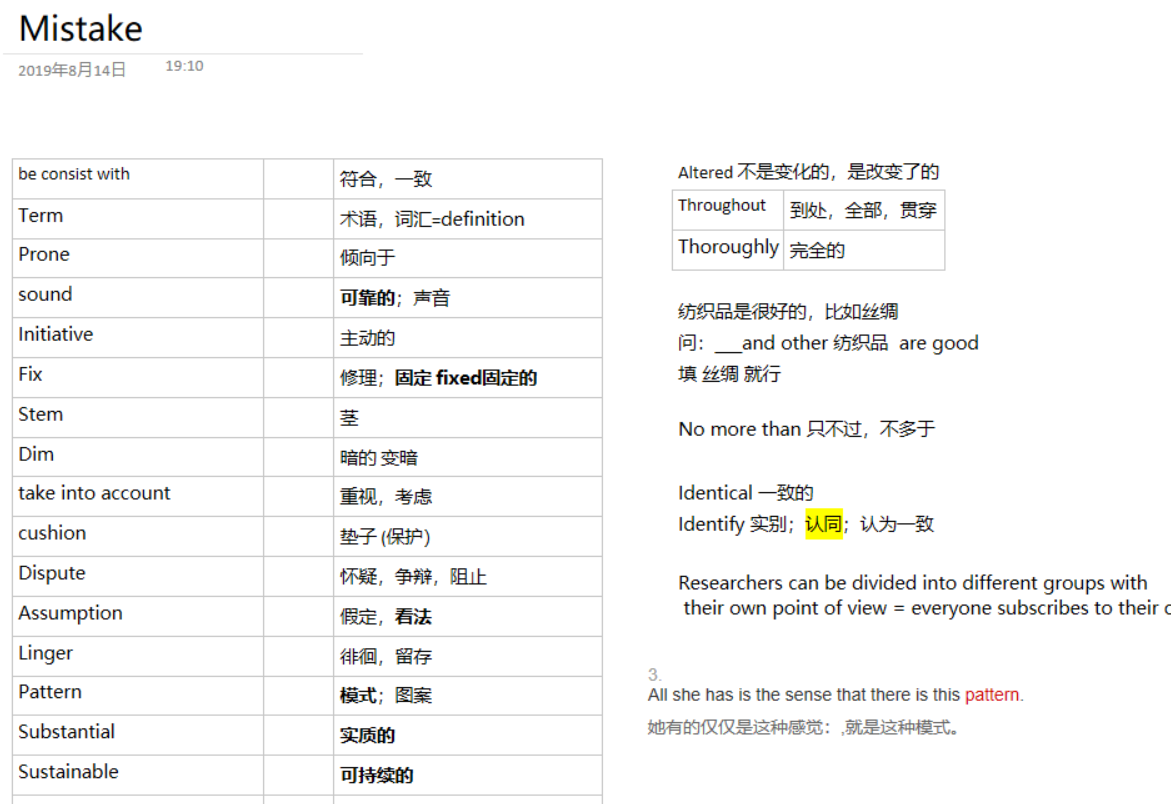 Mistake
2019年8月14日 19:10
be consist with 符合，一致
Term 术语，词汇=definition
Prone 倾向于
sound 可靠的；声音
Initiative 主动的
Fix 修理；固定 fixed固定的
Stem 茎
Dim 暗的 变暗
take into account 重视，考虑
cushion 垫子 (保护)
Dispute 怀疑，争辩，阻止
Assumption 假定，看法
Linger 徘徊，留存
Pattern 模式；图案
Substantial 实质的
Sustainable 可持续的
Altered 不是变化的，是改变了的
Throughout 到处，全部，贯穿
Thoroughly 完全的
纺织品是很好的，比如丝绸
问：___and other 纺织品 are good
填 丝绸 就行
No more than 只不过，不多于
Identical 一致的
Identify 实别；认同；认为一致
Researchers can be divided into different groups with
their own point of view = everyone subscribes to their
3.
All she has is the sense that there is this pattern.
她有的仅仅是这种感觉：,就是这种模式。